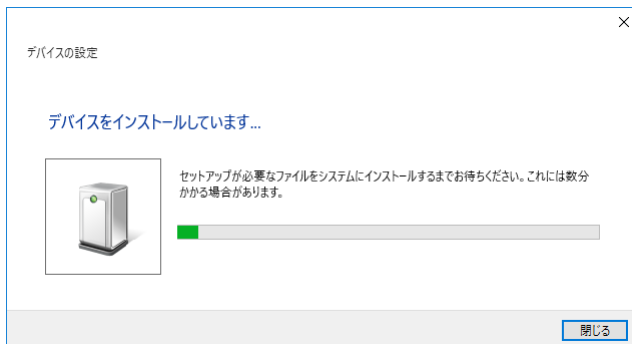 デバイスの設定
デバイスをインストールしています...
セットアップが必要なファイルをシステムにインストールするまでお待ちください。これには数分
かかる場合があります。
閉じる